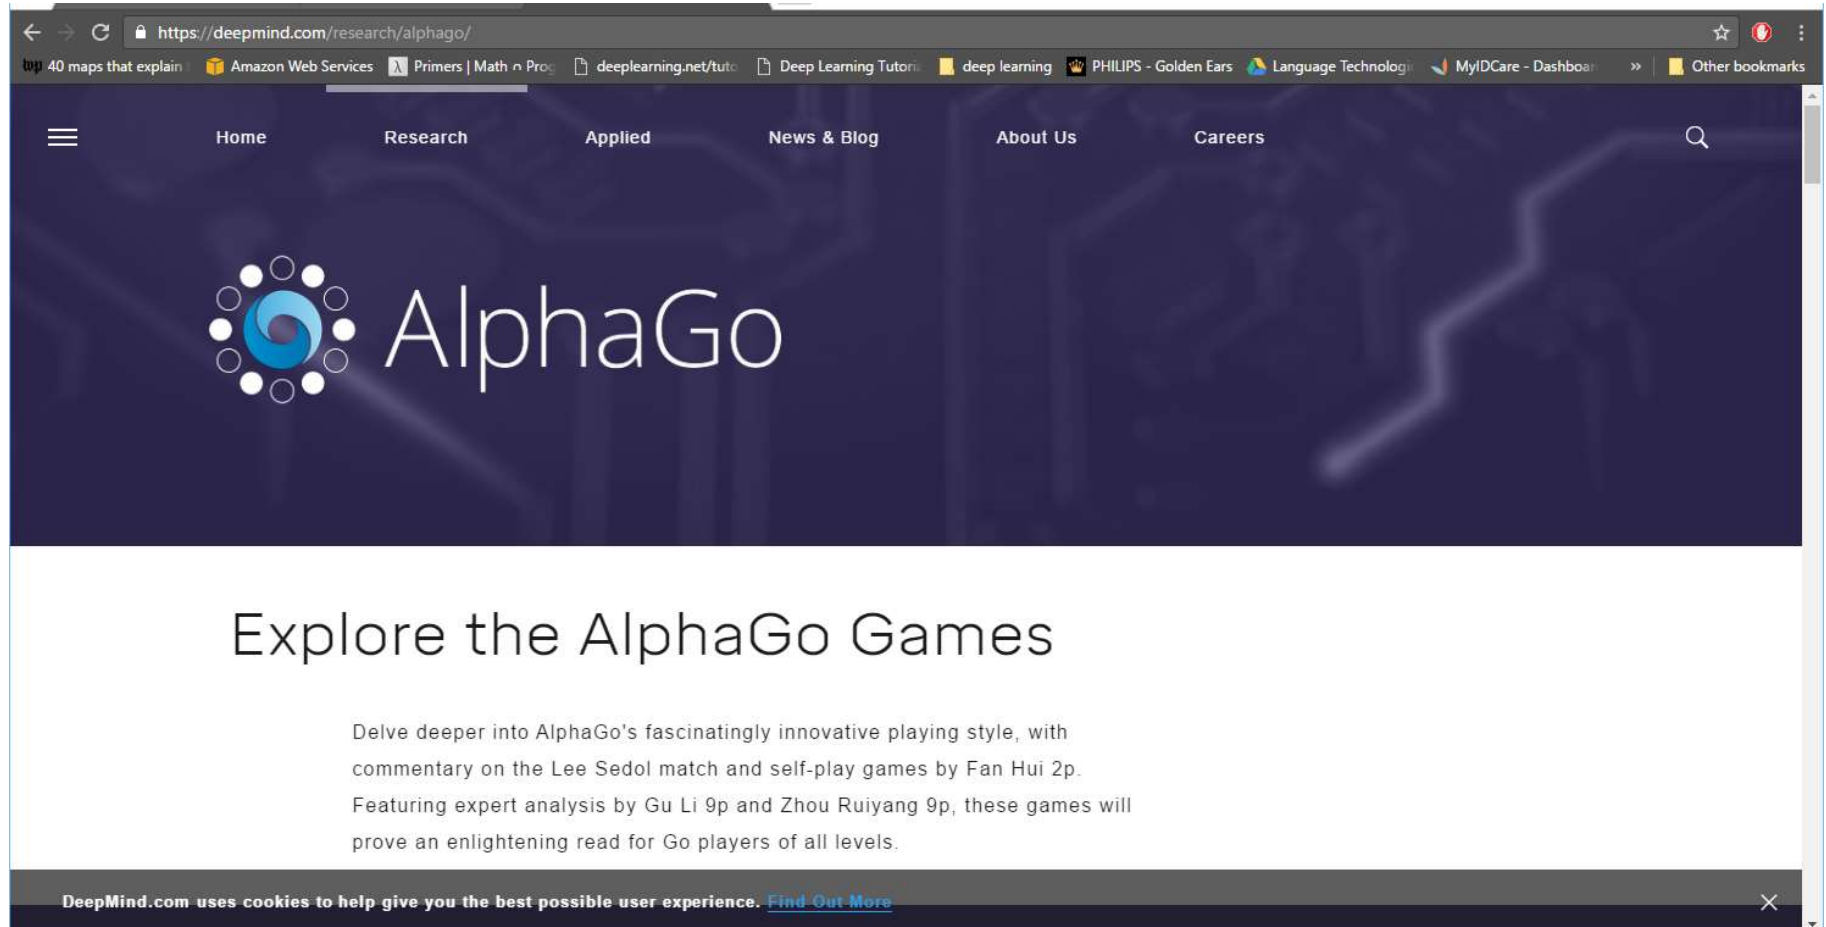 https://deepmind.com/research/alphago/
40 maps that explain Amazon Web Services Primers | Math ∩ Prog deeplearning.net/tuto Deep Learning Tutori deep learning PHILIPS - Golden Ears Language Technologi MyIDCare - Dashboar » Other bookmarks
Home Research Applied News & Blog About Us Careers
AlphaGo
Explore the AlphaGo Games
Delve deeper into AlphaGo's fascinatingly innovative playing style, with
commentary on the Lee Sedol match and self-play games by Fan Hui 2p.
Featuring expert analysis by Gu Li 9p and Zhou Ruiyang 9p, these games will
prove an enlightening read for Go players of all levels.
DeepMind.com uses cookies to help give you the best possible user experience. Find Out More